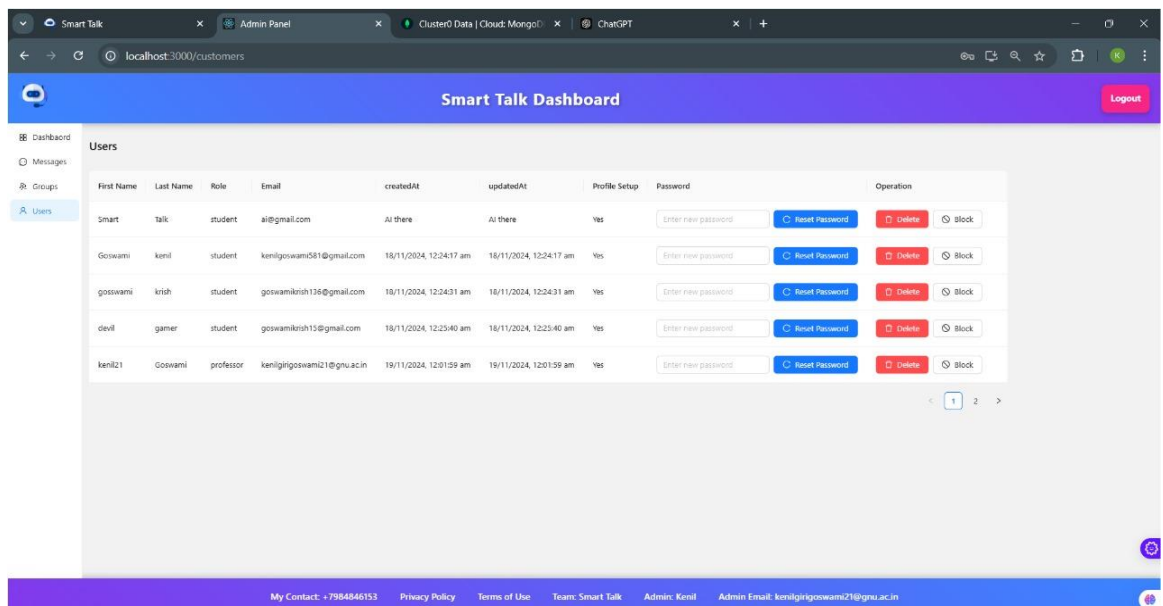 Smart Talk Admin Panel Cluster0 Data | Cloud: MongoD ChatGPT
localhost:3000/customers K
Smart Talk Dashboard Logout
Dashbaord
Messages
Groups
Users
Users
First Name Last Name Role Email createdAt updatedAt Profile Setup Password Operation
Smart Talk student ai@gmail.com AI there AI there Yes Enter new password Reset Password Delete Block
Goswami kenil student kenilgoswami581@gmail.com 18/11/2024, 12:24:17 am 18/11/2024, 12:24:17 am Yes Enter new password Reset Password Delete Block
gosswami krish student goswamikrish136@gmail.com 18/11/2024, 12:24:31 am 18/11/2024, 12:24:31 am Yes Enter new password Reset Password Delete Block
devil gamer student goswamikrish15@gmail.com 18/11/2024, 12:25:40 am 18/11/2024, 12:25:40 am Yes Enter new password Reset Password Delete Block
kenil21 Goswami professor kenilgirigoswami21@gnu.ac.in 19/11/2024, 12:01:59 am 19/11/2024, 12:01:59 am Yes Enter new password Reset Password Delete Block
< 1 2 >
My Contact: +7984846153 Privacy Policy Terms of Use Team: Smart Talk Admin: Kenil Admin Email: kenilgirigoswami21@gnu.ac.in